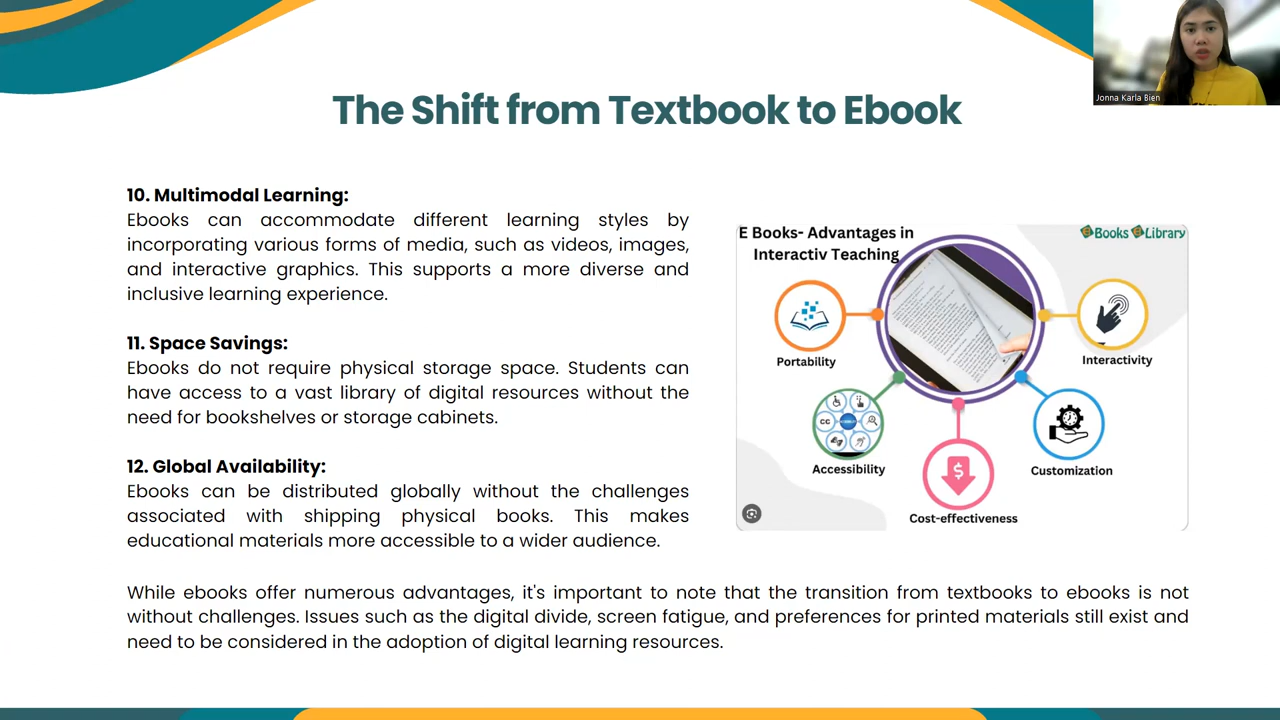 Jonna Karla Bien
The Shift from Textbook to Ebook
10. Multimodal Learning:
Ebooks can accommodate different learning styles by
incorporating various forms of media, such as videos, images,
and interactive graphics. This supports a more diverse and
inclusive learning experience.
11. Space Savings:
Ebooks do not require physical storage space. Students can
have access to a vast library of digital resources without the
need for bookshelves or storage cabinets.
12. Global Availability:
Ebooks can be distributed globally without the challenges
associated with shipping physical books. This makes
educational materials more accessible to a wider audience.
E Books- Advantages in
Interactiv Teaching
eBooks eLibrary
Portability
Interactivity
CC
Accessibility
Customization
$
Cost-effectiveness
While ebooks offer numerous advantages, it's important to note that the transition from textbooks to ebooks is not
without challenges. Issues such as the digital divide, screen fatigue, and preferences for printed materials still exist and
need to be considered in the adoption of digital learning resources.